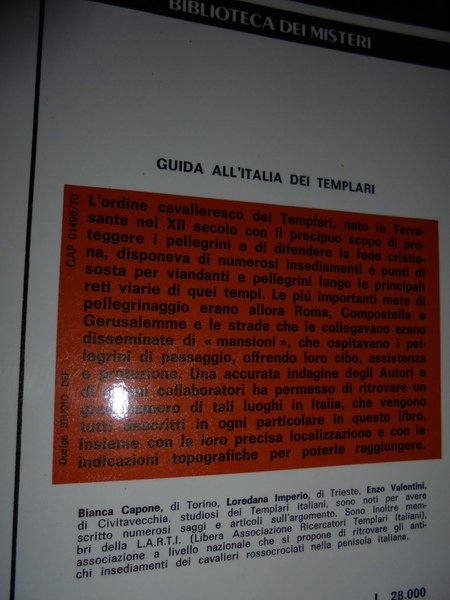 BIBLIOTECA DEI MISTERI
GUIDA ALL'ITALIA DEI TEMPLARI
CAP 01490/70
L'ordine cavalleresco dei Templari, nato in Terra-
santa nel XII secolo con il precipuo scopo di pro-
teggere i pellegrini e di difendere la fede cristia-
na, disponeva di numerosi insediamenti e punti di
sosta per viandanti e pellegrini lungo le principali
reti viarie di quei tempi. Le più importanti mete di
pellegrinaggio erano allora Roma, Compostella e
Gerusalemme e le strade che le collegavano erano
disseminate di « mansioni », che ospitavano i pel-
legrini di passaggio, offrendo loro cibo, assistenza
e protezione. Una accurata indagine degli Autori e
di alcuni collaboratori ha permesso di ritrovare un
gran numero di tali luoghi in Italia, che vengono
tutti descritti in ogni particolare in questo libro,
insieme con la loro precisa localizzazione e con le
indicazioni topografiche per poterle raggiungere.
Design STUDIO DEF
Bianca Capone, di Torino, Loredana Imperio, di Trieste, Enzo Valentini,
di Civitavecchia, studiosi dei Templari italiani, sono noti per avere
scritto numerosi saggi e articoli sull'argomento. Sono inoltre mem-
bri della L.A.R.T.I. (Libera Associazione Ricercatori Templari Italiani),
associazione a livello nazionale che si propone di ritrovare gli anti-
chi insediamenti dei cavalieri rossocrociati nella penisola italiana.
L. 28.000